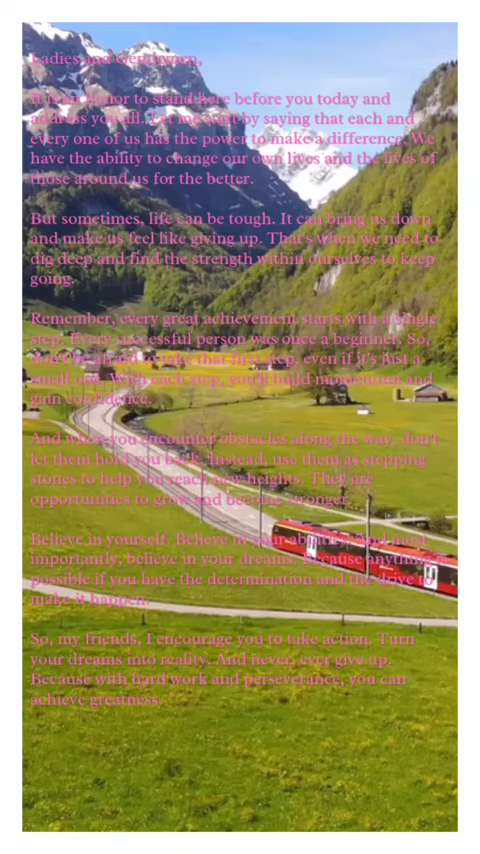 Ladies and Gentlemen,
It is an honor to stand here before you today and
address you all. Let me start by saying that each and
every one of us has the power to make a difference. We
have the ability to change our own lives and the lives of
those around us for the better.
But sometimes, life can be tough. It can bring us down
and make us feel like giving up. That's when we need to
dig deep and find the strength within ourselves to keep
going.
Remember, every great achievement starts with a single
step. Every successful person was once a beginner. So,
don't be afraid to take that first step, even if it's just a
small one. With each step, you'll build momentum and
gain confidence.
And when you encounter obstacles along the way, don't
let them hold you back. Instead, use them as stepping
stones to help you reach new heights. They are
opportunities to grow and become stronger.
Believe in yourself. Believe in your abilities. And most
importantly, believe in your dreams. Because anything is
possible if you have the determination and the drive to
make it happen.
So, my friends, I encourage you to take action. Turn
your dreams into reality. And never, ever give up.
Because with hard work and perseverance, you can
achieve greatness.